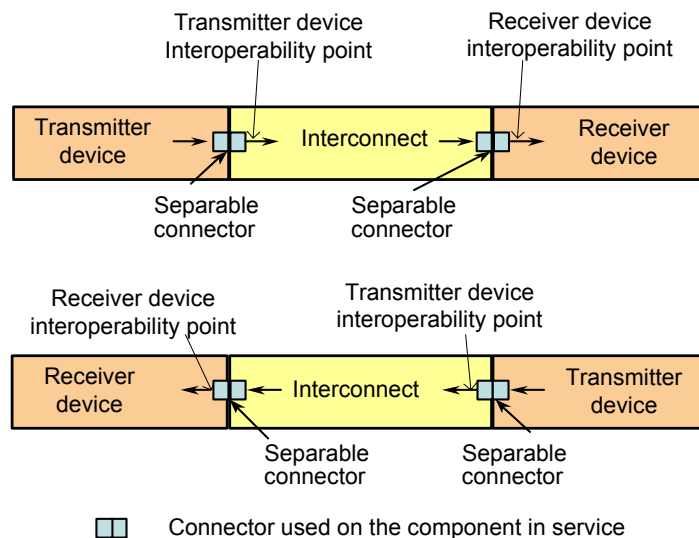 Transmitter device
Interoperability point
Receiver device
interoperability point
Transmitter
device
Interconnect
Receiver
device
Separable
connector
Separable
connector
Receiver device
interoperability point
Transmitter device
interoperability point
Receiver
device
Interconnect
Transmitter
device
Separable
connector
Separable
connector
Connector used on the component in service